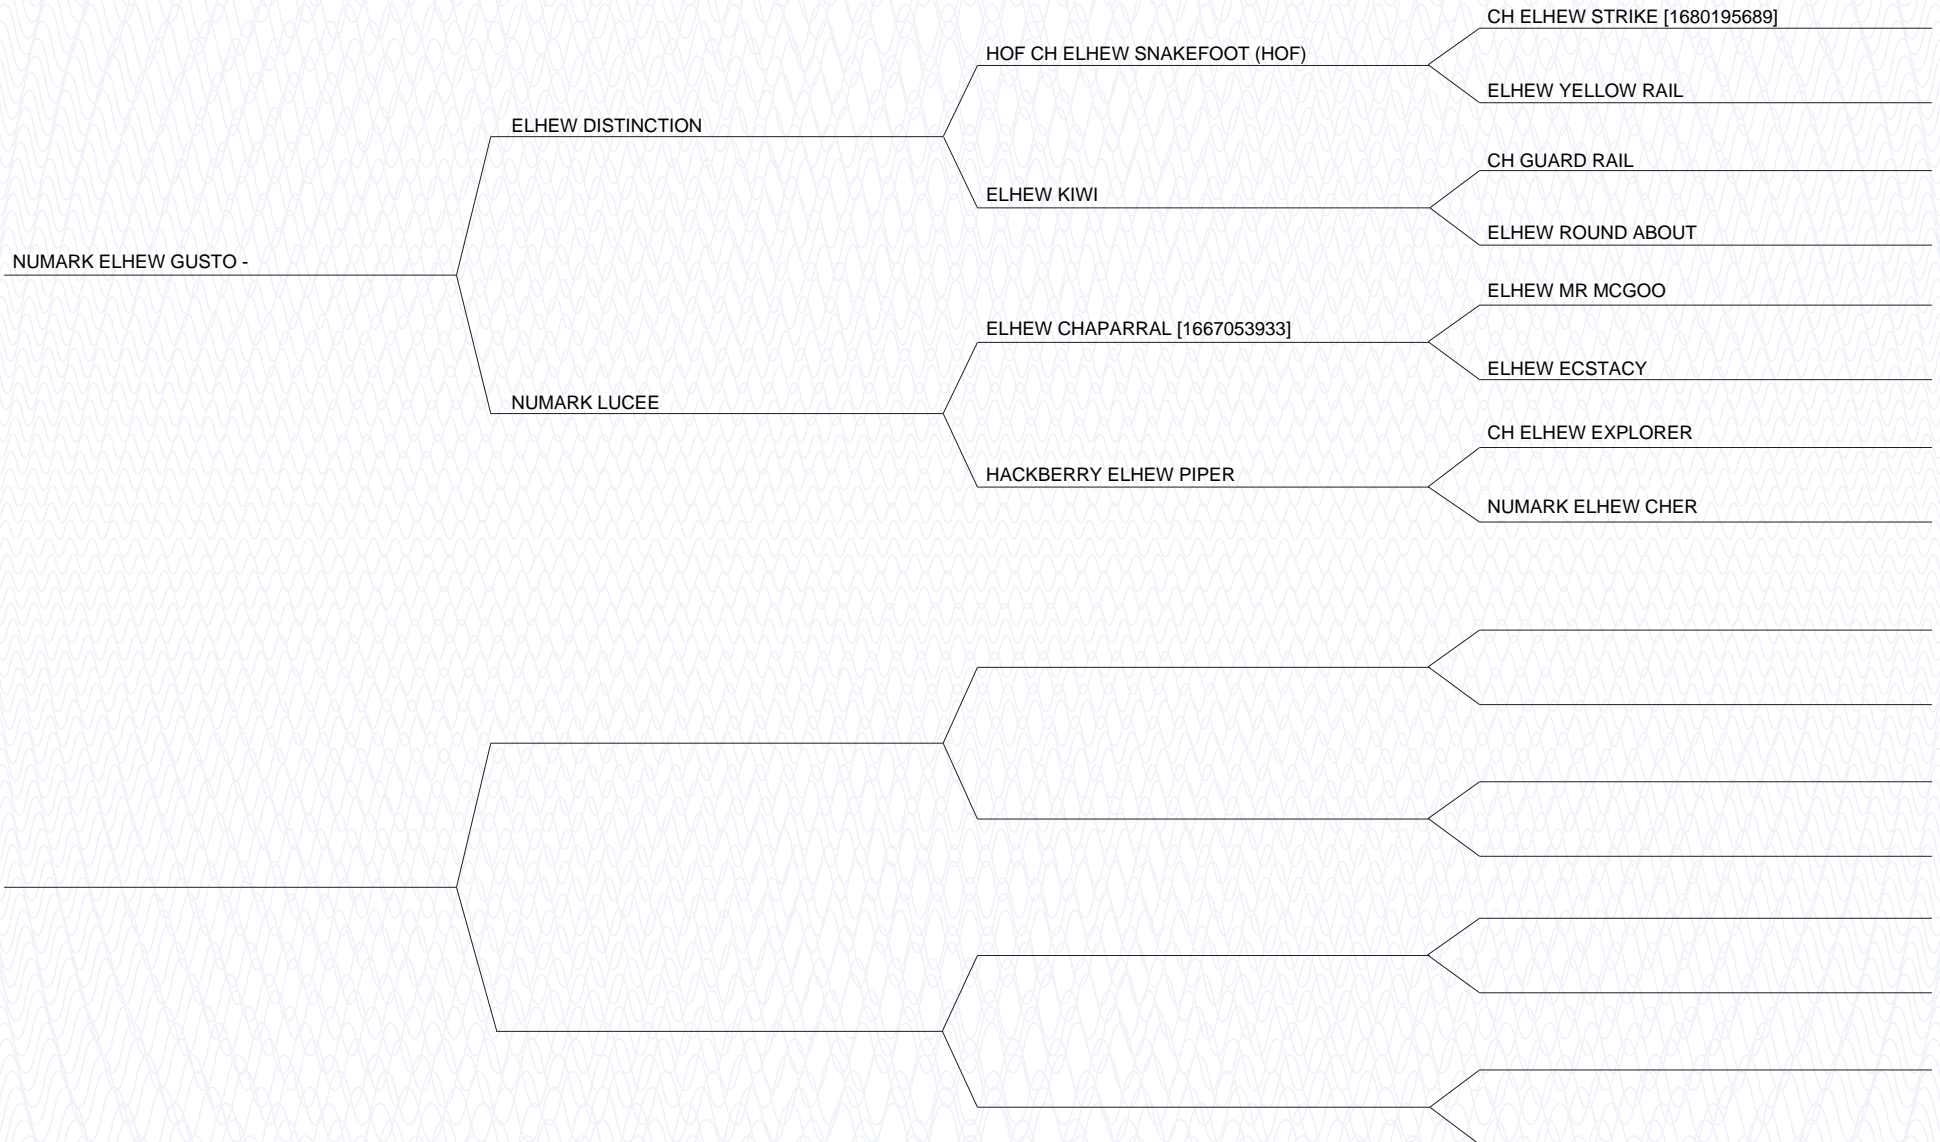 CH ELHEW STRIKE [1680195689]
HOF CH ELHEW SNAKEFOOT (HOF)
ELHEW YELLOW RAIL
ELHEW DISTINCTION
CH GUARD RAIL
ELHEW KIWI
ELHEW ROUND ABOUT
NUMARK ELHEW GUSTO -
ELHEW MR MCGOO
ELHEW CHAPARRAL [1667053933]
ELHEW ECSTACY
NUMARK LUCEE
CH ELHEW EXPLORER
HACKBERRY ELHEW PIPER
NUMARK ELHEW CHER